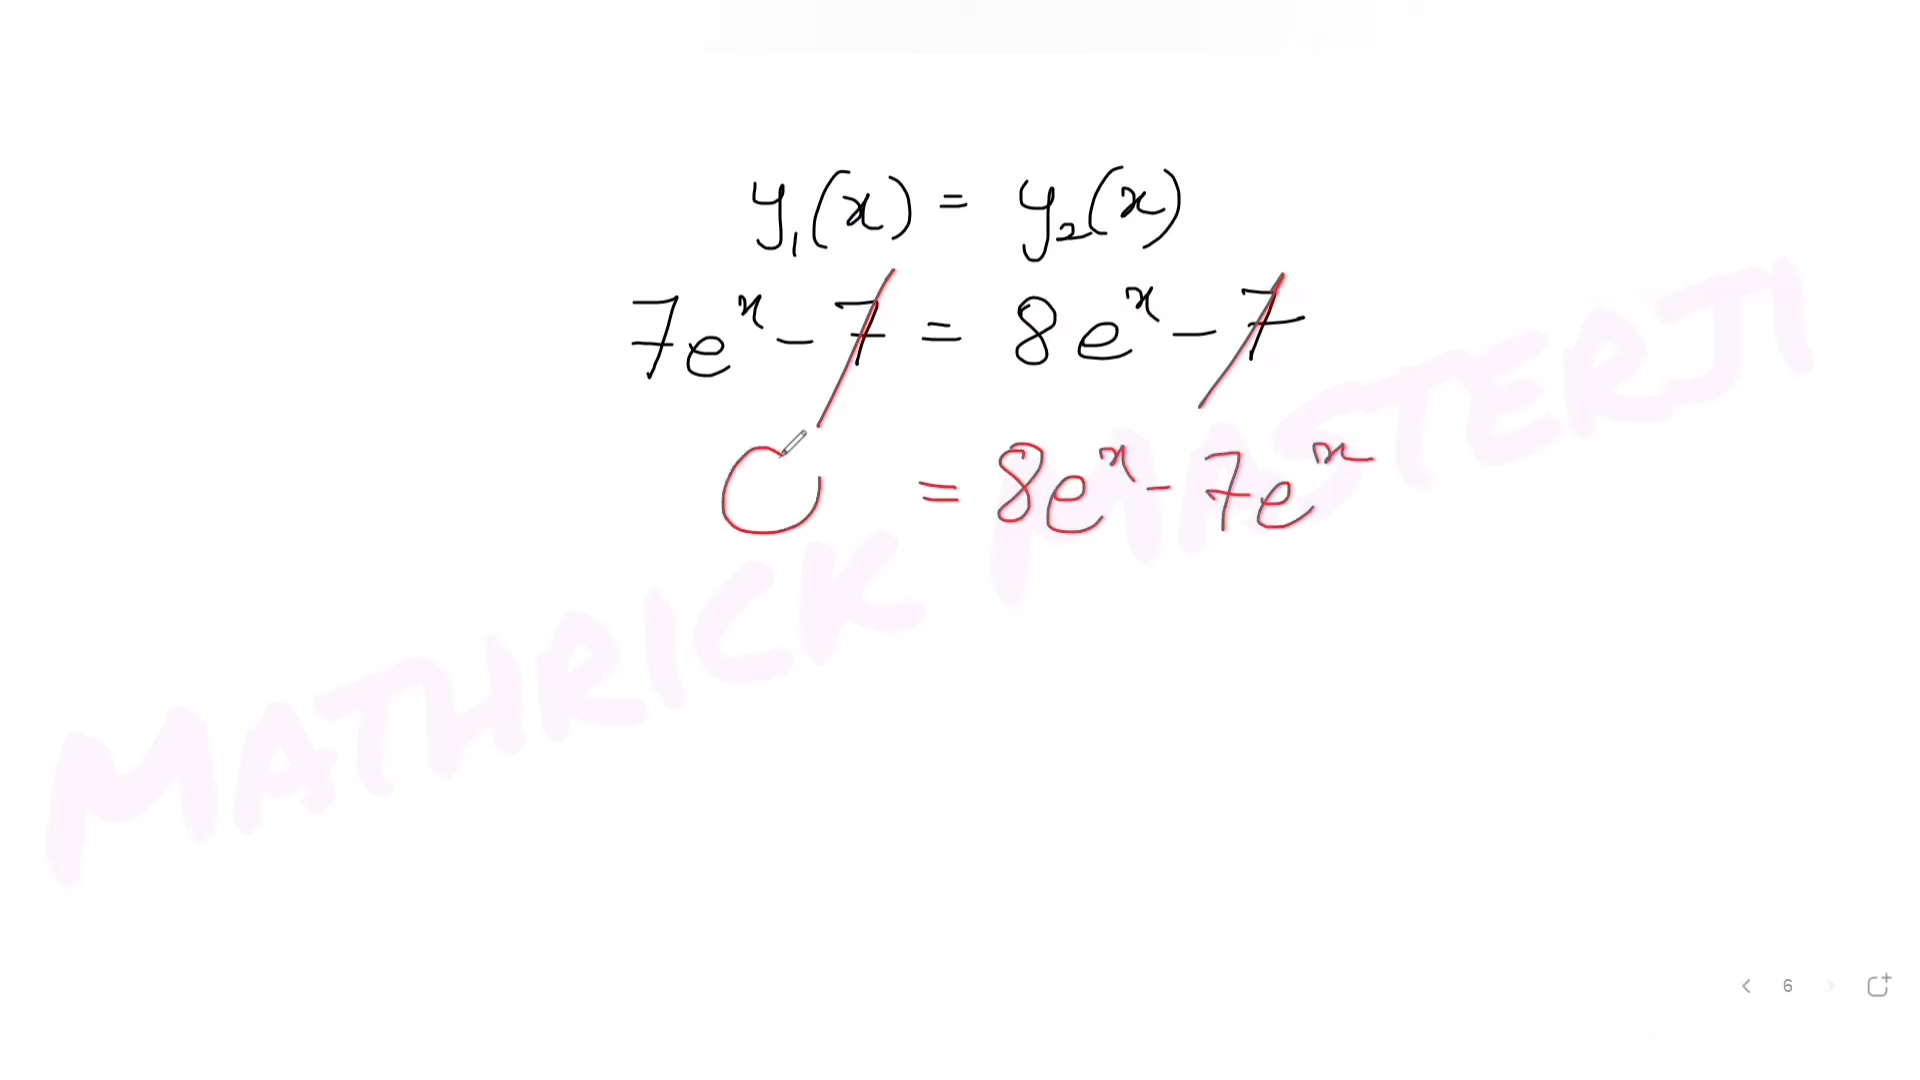 y₁(x) = y₂(x)
7eˣ - 7 = 8eˣ - 7
0 = 8eˣ - 7eˣ
MATHRICK MASTERJI
6